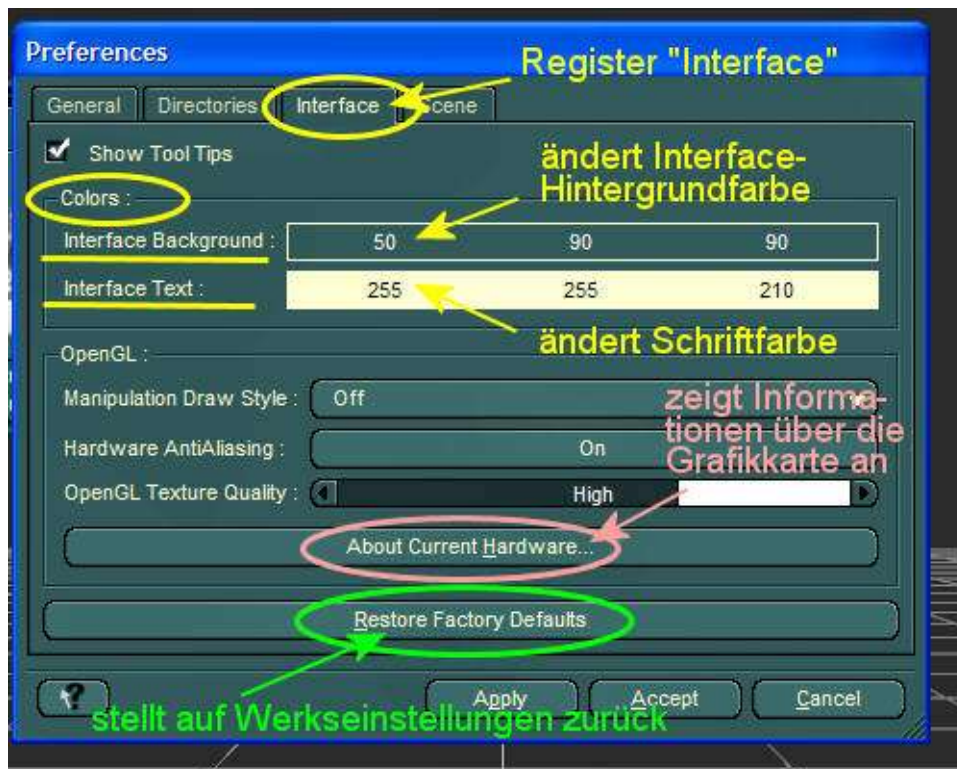 Preferences
Register "Interface"
General Directories Interface Scene
Show Tool Tips
ändert Interface-
Hintergrundfarbe
Colors :
Interface Background : 50 90 90
Interface Text : 255 255 210
ändert Schriftfarbe
OpenGL :
Manipulation Draw Style : Off
zeigt Informa-
tionen über die
Grafikkarte an
Hardware AntiAliasing : On
OpenGL Texture Quality : High
About Current Hardware...
Restore Factory Defaults
? Apply Accept Cancel
stellt auf Werkseinstellungen zurück